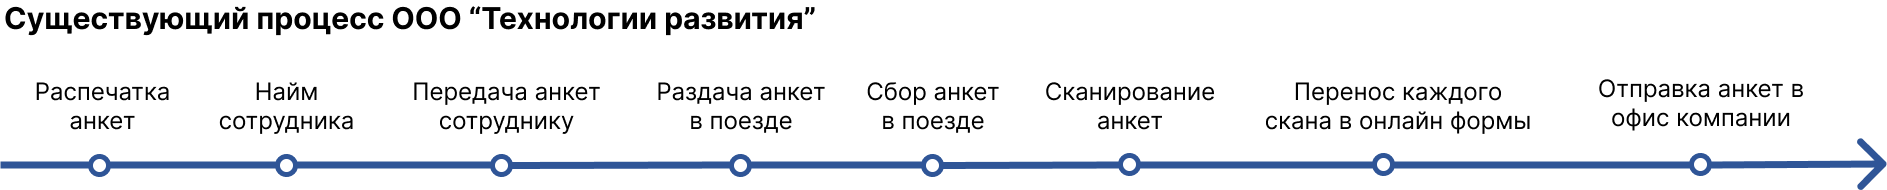 Существующий процесс ООО “Технологии развития”
Распечатка
анкет
Найм
сотрудника
Передача анкет
сотруднику
Раздача анкет
в поезде
Сбор анкет
в поезде
Сканирование
анкет
Перенос каждого
скана в онлайн формы
Отправка анкет в
офис компании